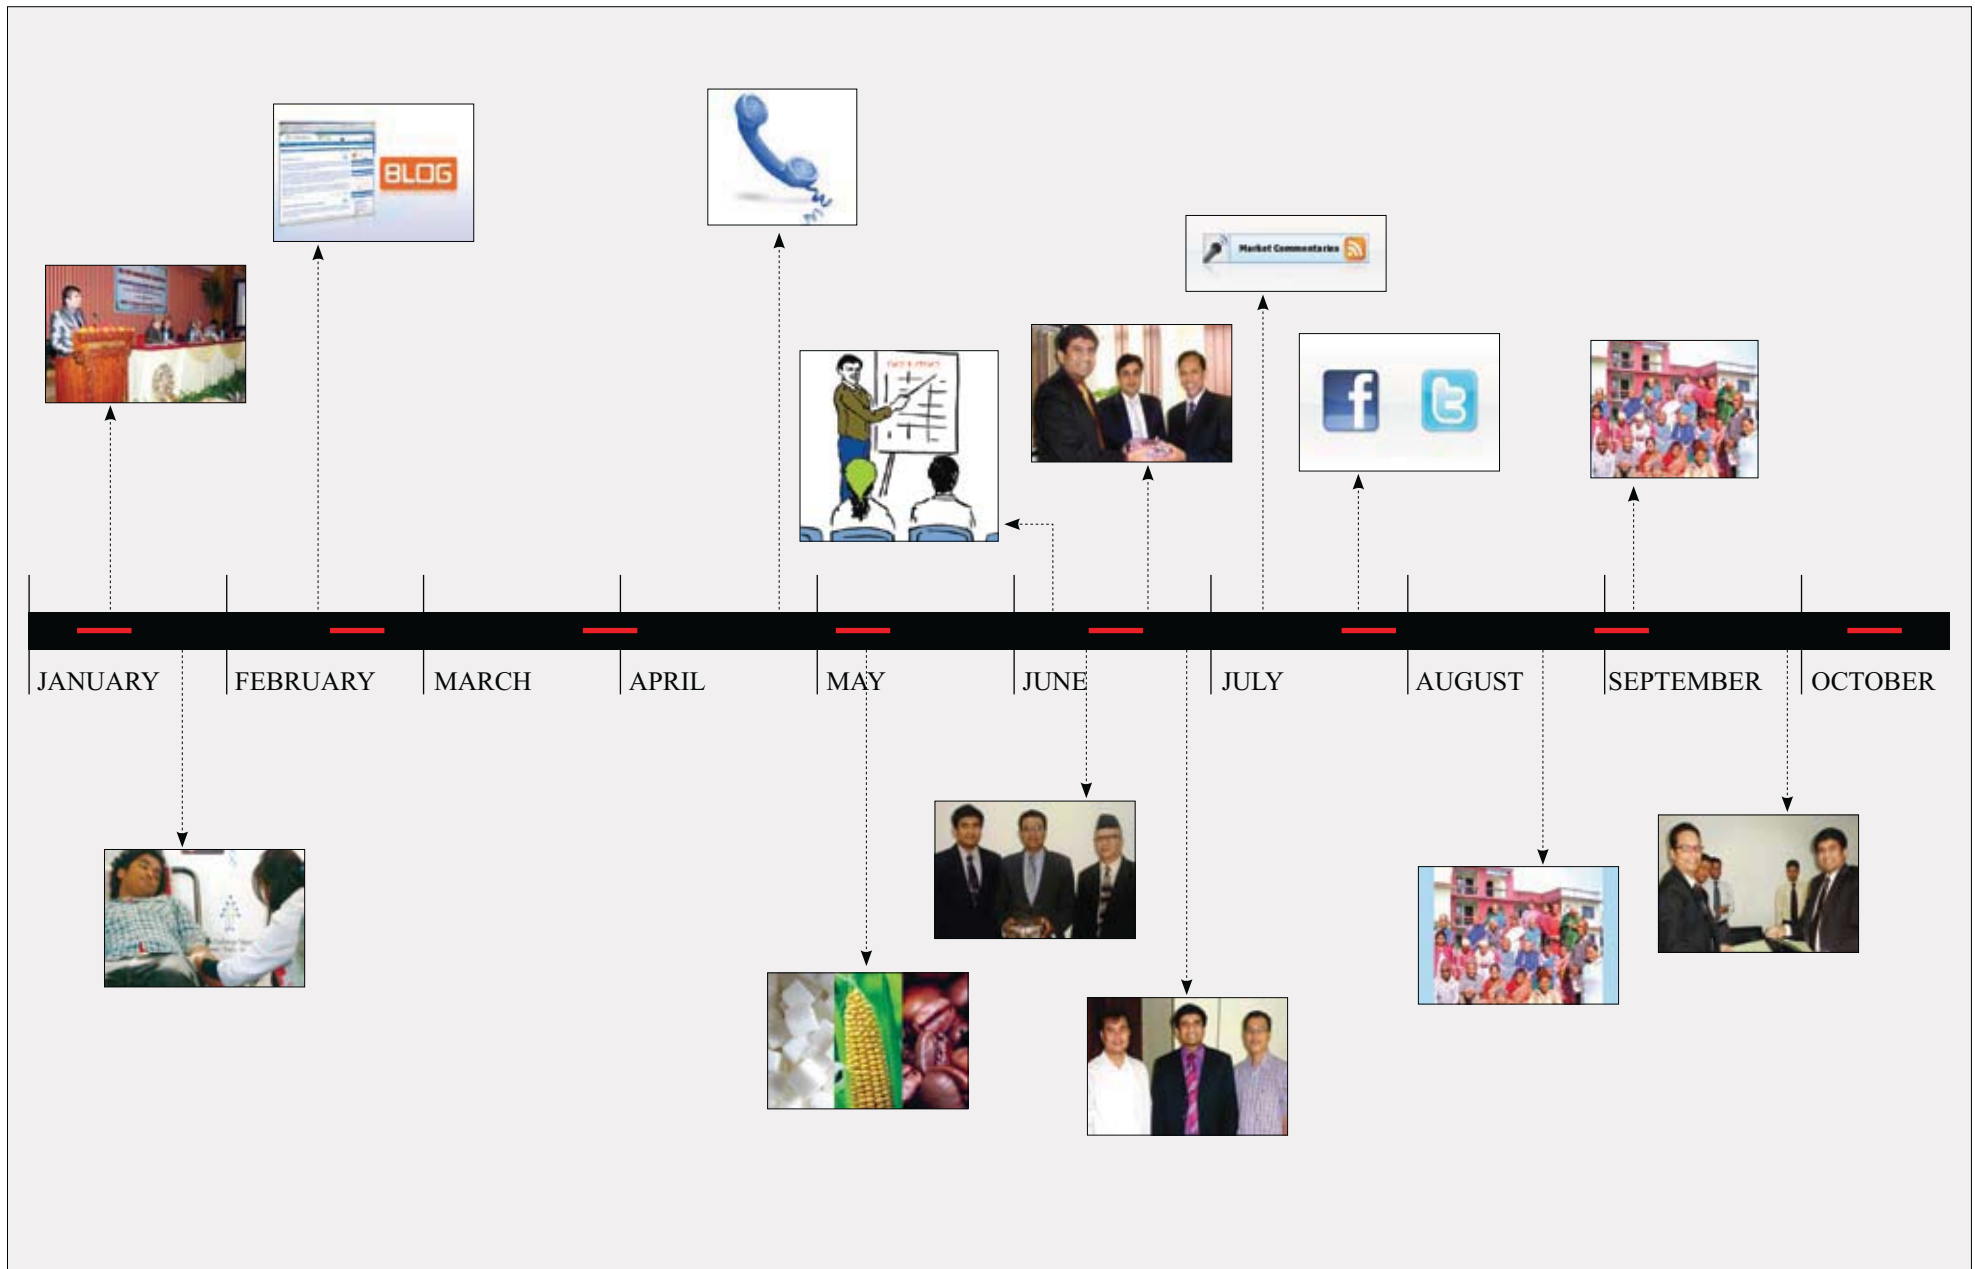 BLOG
Market Commentaries
f
t
JANUARY
FEBRUARY
MARCH
APRIL
MAY
JUNE
JULY
AUGUST
SEPTEMBER
OCTOBER